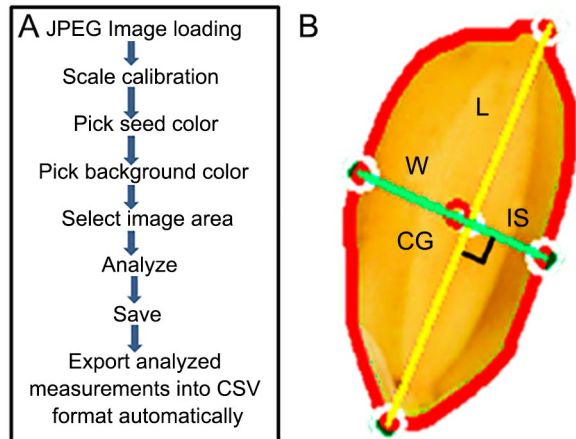 A
JPEG Image loading
Scale calibration
Pick seed color
Pick background color
Select image area
Analyze
Save
Export analyzed
measurements into CSV
format automatically
B
L
W
IS
CG